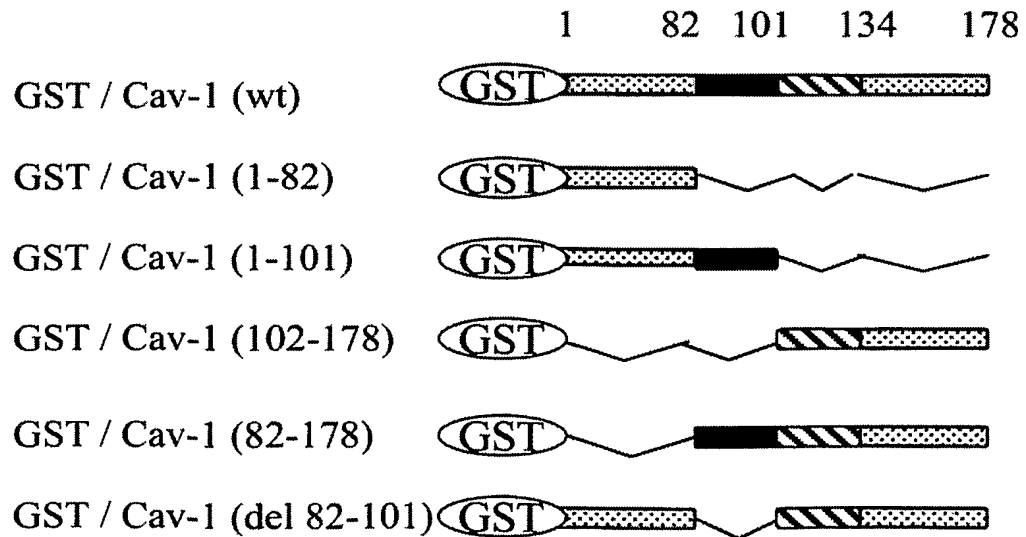 1 82 101 134 178
GST / Cav-1 (wt) GST
GST / Cav-1 (1-82) GST
GST / Cav-1 (1-101) GST
GST / Cav-1 (102-178) GST
GST / Cav-1 (82-178) GST
GST / Cav-1 (del 82-101) GST